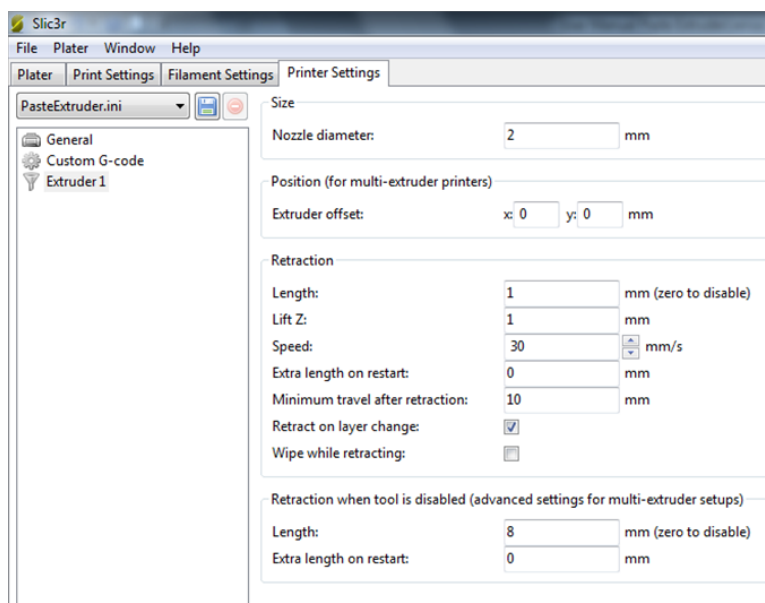 Slic3r
File Plater Window Help
Plater Print Settings Filament Settings Printer Settings
PasteExtruder.ini
General
Custom G-code
Extruder 1
Size
Nozzle diameter: 2 mm
Position (for multi-extruder printers)
Extruder offset: x: 0 y: 0 mm
Retraction
Length: 1 mm (zero to disable)
Lift Z: 1 mm
Speed: 30 mm/s
Extra length on restart: 0 mm
Minimum travel after retraction: 10 mm
Retract on layer change:
Wipe while retracting:
Retraction when tool is disabled (advanced settings for multi-extruder setups)
Length: 8 mm (zero to disable)
Extra length on restart: 0 mm